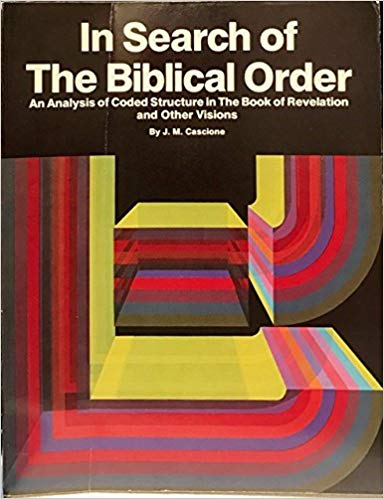 In Search of
The Biblical Order
An Analysis of Coded Structure in The Book of Revelation
and Other Visions
By J. M. Cascione